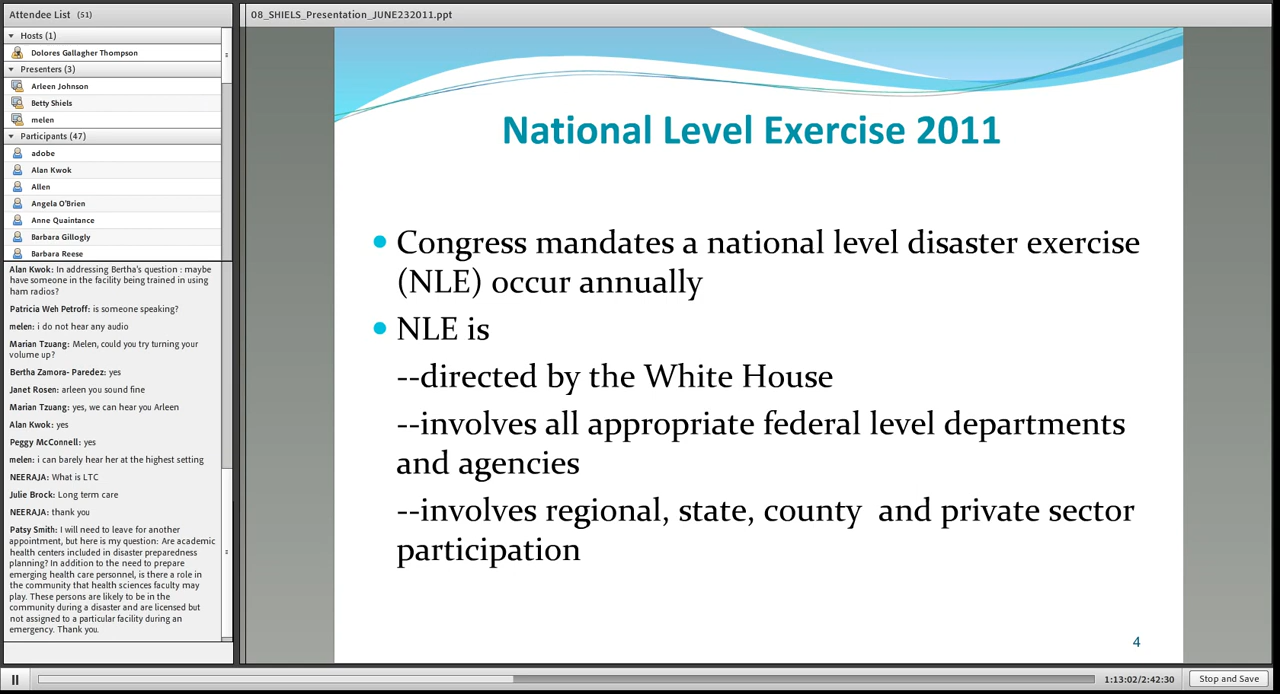 Attendee List (51)
Hosts (1)
Dolores Gallagher Thompson
Presenters (3)
Arleen Johnson
Betty Shiels
melen
Participants (47)
adobe
Alan Kwok
Allen
Angela O'Brien
Anne Quaintance
Barbara Gillogly
Barbara Reese
Alan Kwok: In addressing Bertha's question : maybe
have someone in the facility being trained in using
ham radios?
Patricia Weh Petroff: is someone speaking?
melen: i do not hear any audio
Marian Tzuang: Melen, could you try turning your
volume up?
Bertha Zamora- Paredez: yes
Janet Rosen: arleen you sound fine
Marian Tzuang: yes, we can hear you Arleen
Alan Kwok: yes
Peggy McConnell: yes
melen: i can barely hear her at the highest setting
NEERAJA: What is LTC
Julie Brock: Long term care
NEERAJA: thank you
Patsy Smith: I will need to leave for another
appointment, but here is my question: Are academic
health centers included in disaster preparedness
planning? In addition to the need to prepare
emerging health care personnel, is there a role in
the community that health sciences faculty may
play. These persons are likely to be in the
community during a disaster and are licensed but
not assigned to a particular facility during an
emergency. Thank you.
08_SHIELS_Presentation_JUNE232011.ppt
National Level Exercise 2011
Congress mandates a national level disaster exercise
(NLE) occur annually
NLE is
--directed by the White House
--involves all appropriate federal level departments
and agencies
--involves regional, state, county  and private sector
participation
4
1:13:02/2:42:30
Stop and Save